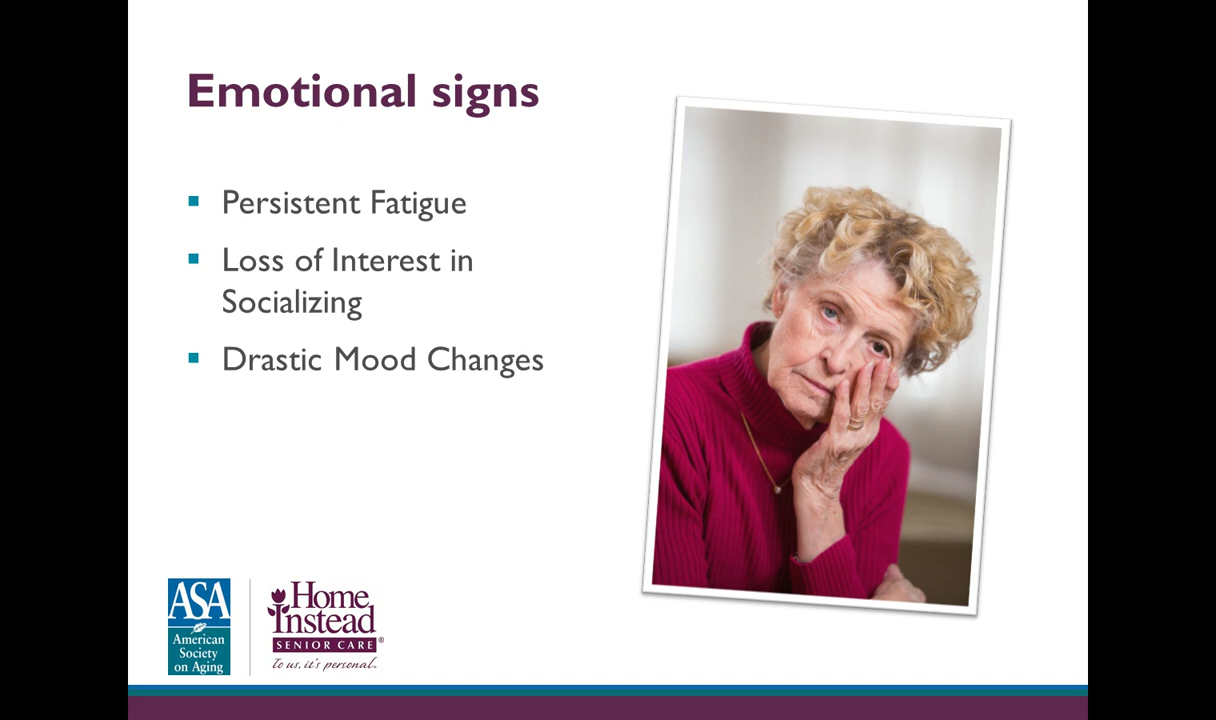 Emotional signs
Persistent Fatigue
Loss of Interest in
Socializing
Drastic Mood Changes
ASA
American
Society
on Aging
Home
Instead
SENIOR CARE®
To us, it's personal.